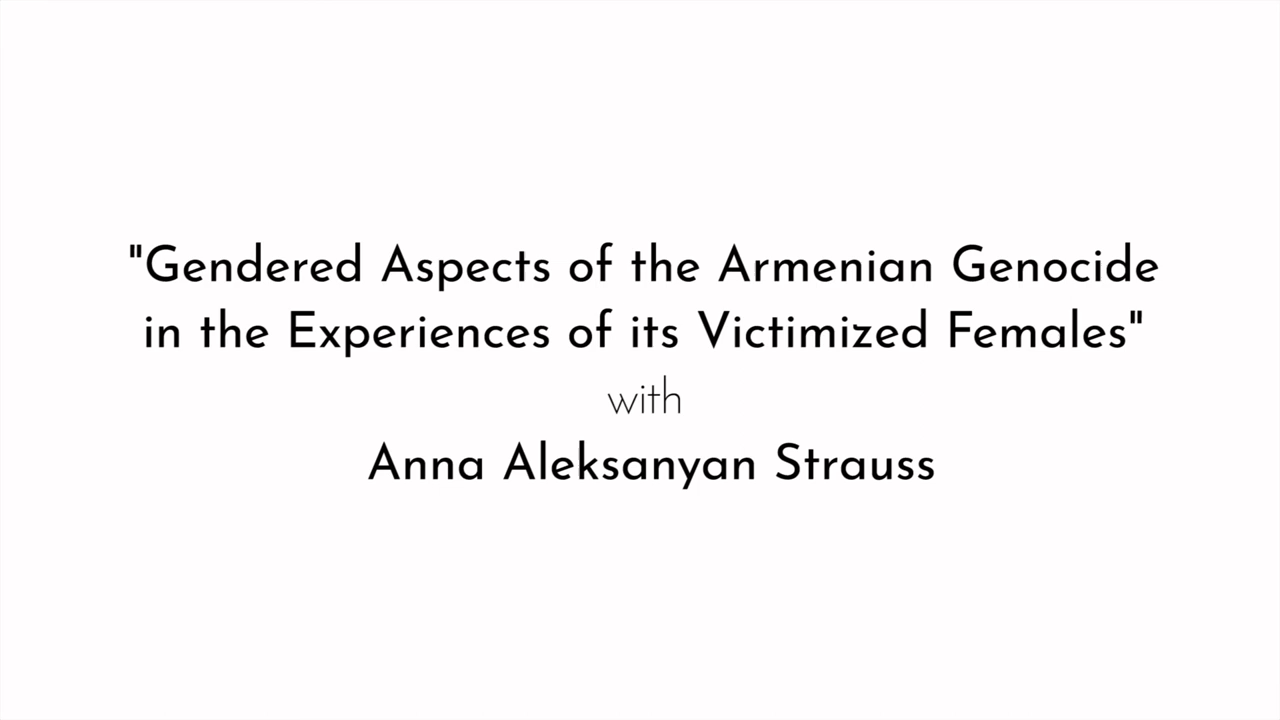 "Gendered Aspects of the Armenian Genocide
in the Experiences of its Victimized Females"
with
Anna Aleksanyan Strauss